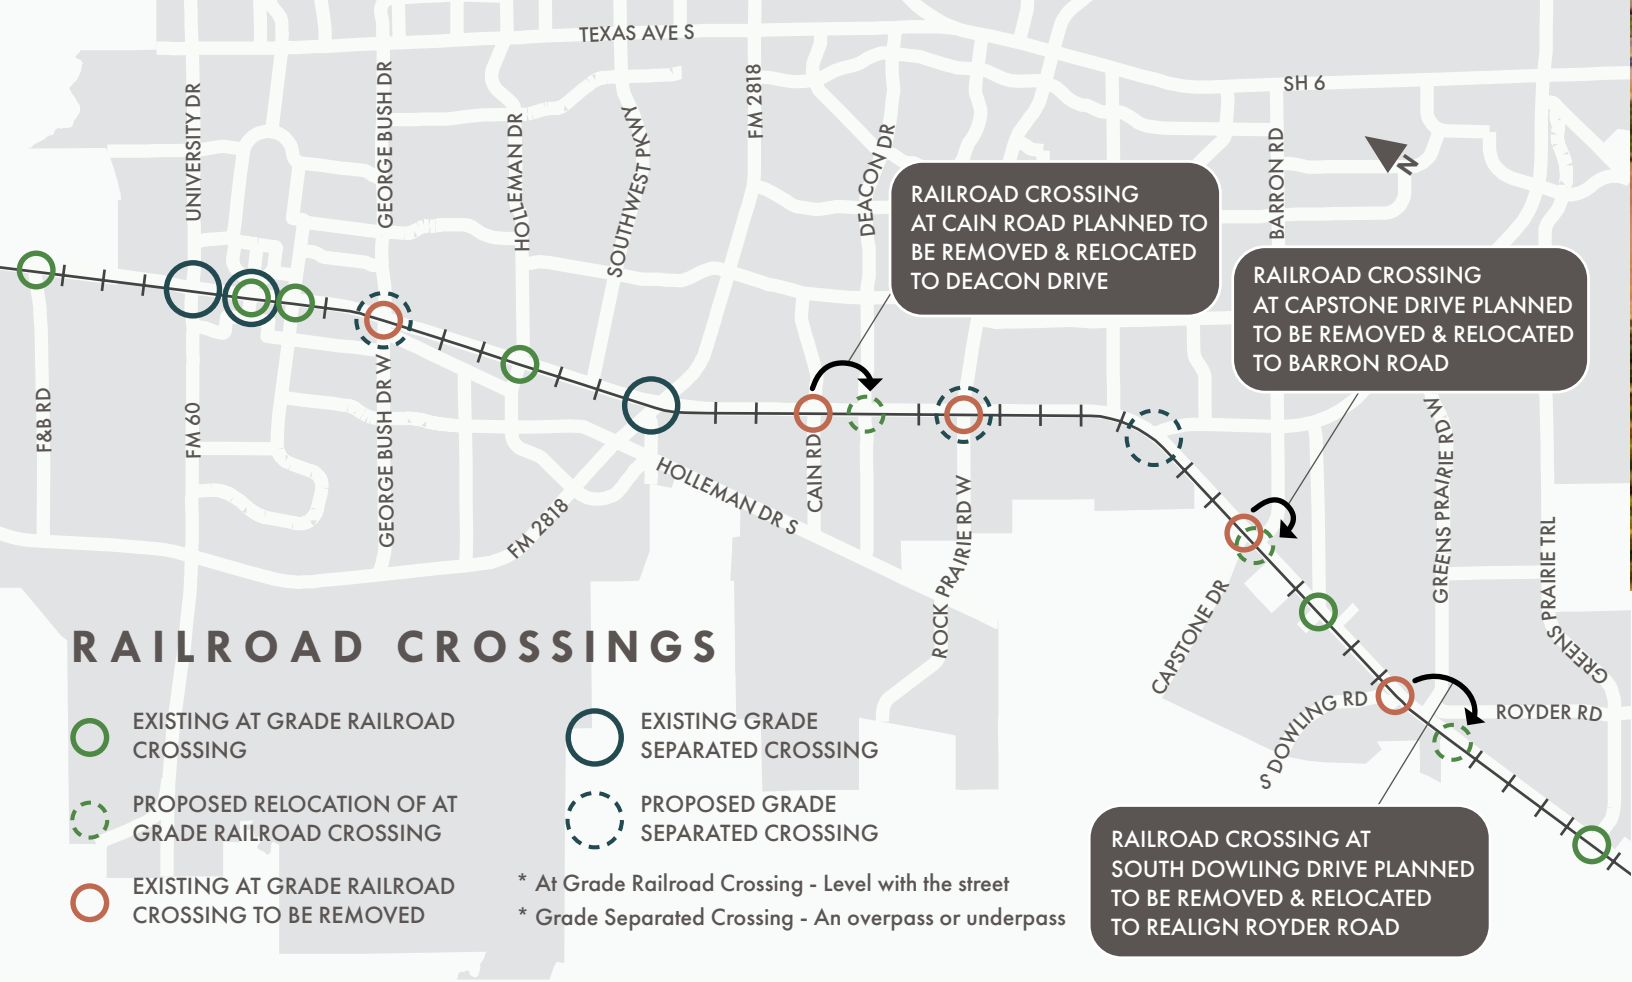 TEXAS AVE S
SH 6
UNIVERSITY DR
GEORGE BUSH DR
HOLLEMAN DR
SOUTHWEST PKWY
FM 2818
DEACON DR
BARRON RD
N
RAILROAD CROSSING
AT CAIN ROAD PLANNED TO
BE REMOVED & RELOCATED
TO DEACON DRIVE
RAILROAD CROSSING
AT CAPSTONE DRIVE PLANNED
TO BE REMOVED & RELOCATED
TO BARRON ROAD
F&B RD
FM 60
GEORGE BUSH DR W
FM 2818
HOLLEMAN DR S
CAIN RD
ROCK PRAIRIE RD W
CAPSTONE DR
GREENS PRAIRIE RD W
GREENS PRAIRIE TRL
GREENS
S DOWLING RD
ROYDER RD
RAILROAD CROSSINGS
EXISTING AT GRADE RAILROAD
CROSSING
PROPOSED RELOCATION OF AT
GRADE RAILROAD CROSSING
EXISTING AT GRADE RAILROAD
CROSSING TO BE REMOVED
EXISTING GRADE
SEPARATED CROSSING
PROPOSED GRADE
SEPARATED CROSSING
* At Grade Railroad Crossing - Level with the street
* Grade Separated Crossing - An overpass or underpass
RAILROAD CROSSING AT
SOUTH DOWLING DRIVE PLANNED
TO BE REMOVED & RELOCATED
TO REALIGN ROYDER ROAD